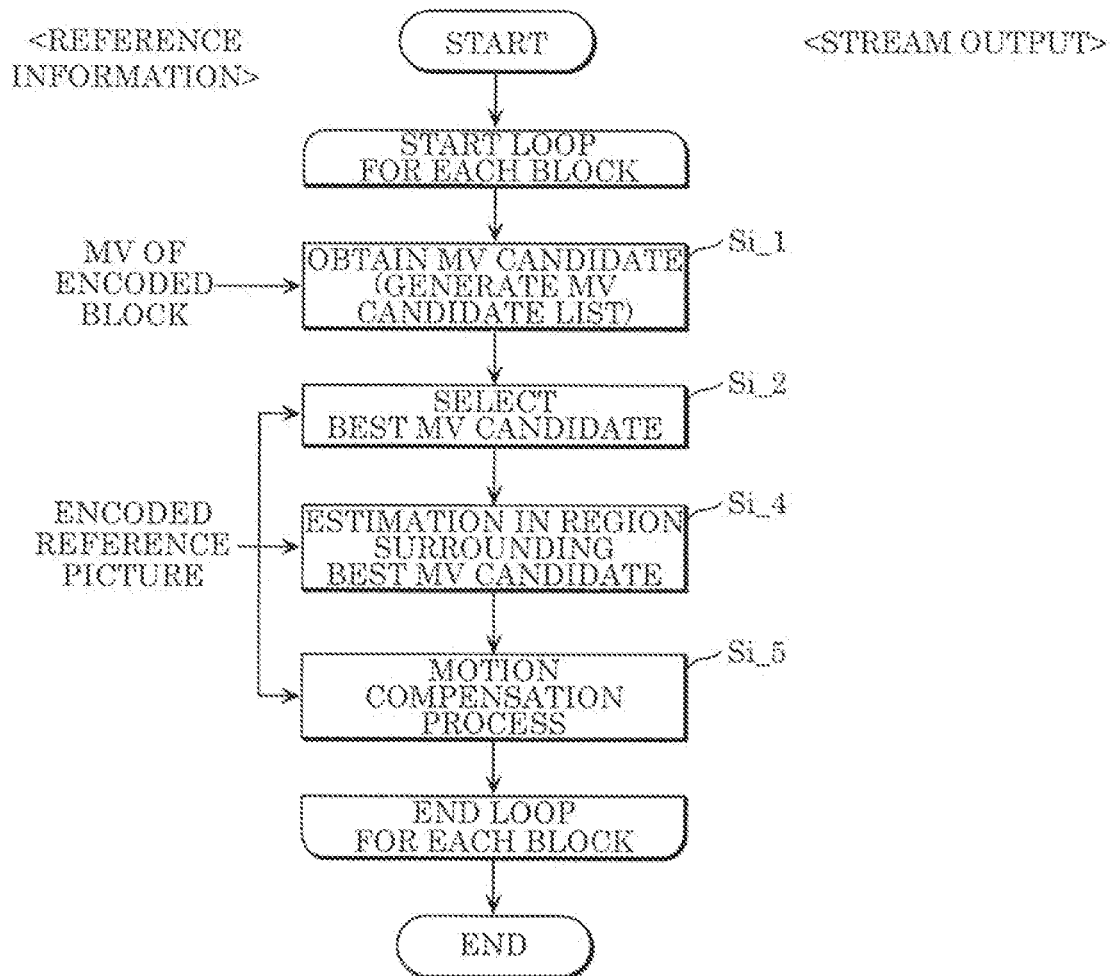 <REFERENCE
INFORMATION>
START
<STREAM OUTPUT>
START LOOP
FOR EACH BLOCK
MV OF
ENCODED
BLOCK
OBTAIN MV CANDIDATE
(GENERATE MV
CANDIDATE LIST)
Si_1
SELECT
BEST MV CANDIDATE
Si_2
ENCODED
REFERENCE
PICTURE
ESTIMATION IN REGION
SURROUNDING
BEST MV CANDIDATE
Si_4
MOTION
COMPENSATION
PROCESS
Si_5
END LOOP
FOR EACH BLOCK
END